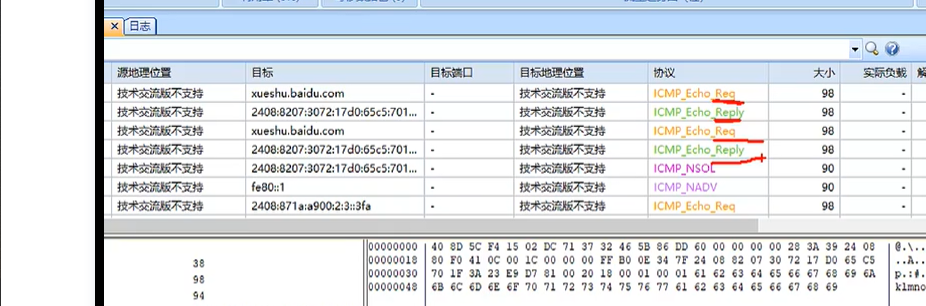 日志
源地理位置 目标 目标端口 目标地理位置 协议 大小 实际负载
技术交流版不支持 xueshu.baidu.com - 技术交流版不支持 ICMP_Echo_Req 98 -
技术交流版不支持 2408:8207:3072:17d0:65c5:701... - 技术交流版不支持 ICMP_Echo_Reply 98 -
技术交流版不支持 xueshu.baidu.com - 技术交流版不支持 ICMP_Echo_Req 98 -
技术交流版不支持 2408:8207:3072:17d0:65c5:701... - 技术交流版不支持 ICMP_Echo_Reply 98 -
技术交流版不支持 2408:8207:3072:17d0:65c5:701... - 技术交流版不支持 ICMP_NSOL 90 -
技术交流版不支持 fe80::1 - 技术交流版不支持 ICMP_NADV 90 -
技术交流版不支持 2408:871a:a900:2:3::3fa - 技术交流版不支持 ICMP_Echo_Req 98 -
00000000 40 8D 5C F4 15 02 DC 71 37 32 46 5B 86 DD 60 00 00 00 00 28 3A 39 24 08 @.\..
38 00000018 80 F0 41 0C 00 1C 00 00 00 FF B0 0E 34 7F 24 08 82 07 30 72 17 D0 65 C5 ..A..
98 00000030 70 1F 3A 23 E9 D7 81 00 20 18 00 01 00 01 61 62 63 64 65 66 67 68 69 6A p.:#.
94 00000048 6B 6C 6D 6E 6F 70 71 72 73 74 75 76 77 61 62 63 64 65 66 67 68 69 klmno